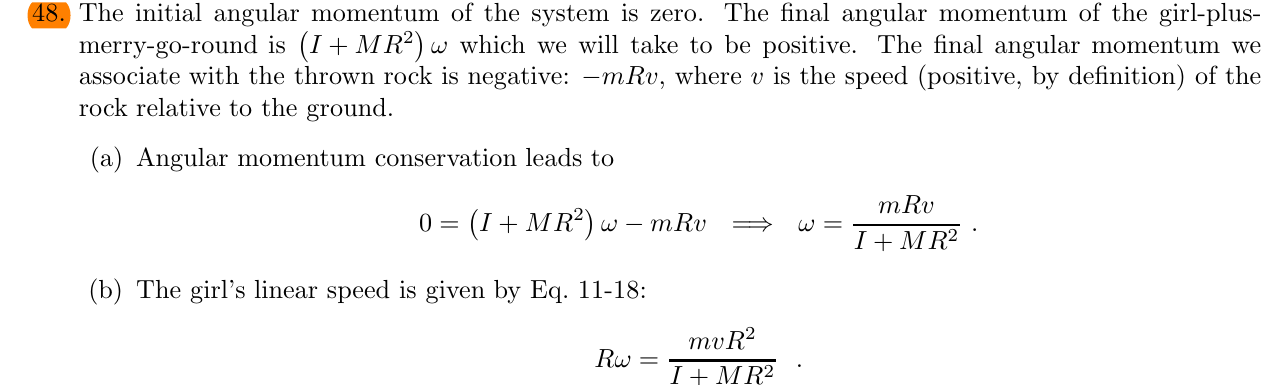 48. The initial angular momentum of the system is zero. The final angular momentum of the girl-plus-
merry-go-round is (I + MR²) ω which we will take to be positive. The final angular momentum we
associate with the thrown rock is negative: −mRv, where v is the speed (positive, by definition) of the
rock relative to the ground.
(a) Angular momentum conservation leads to
0 = (I + MR²) ω − mRv ⟹ ω = mRv / I + MR² .
(b) The girl's linear speed is given by Eq. 11-18:
Rω = mvR² / I + MR² .